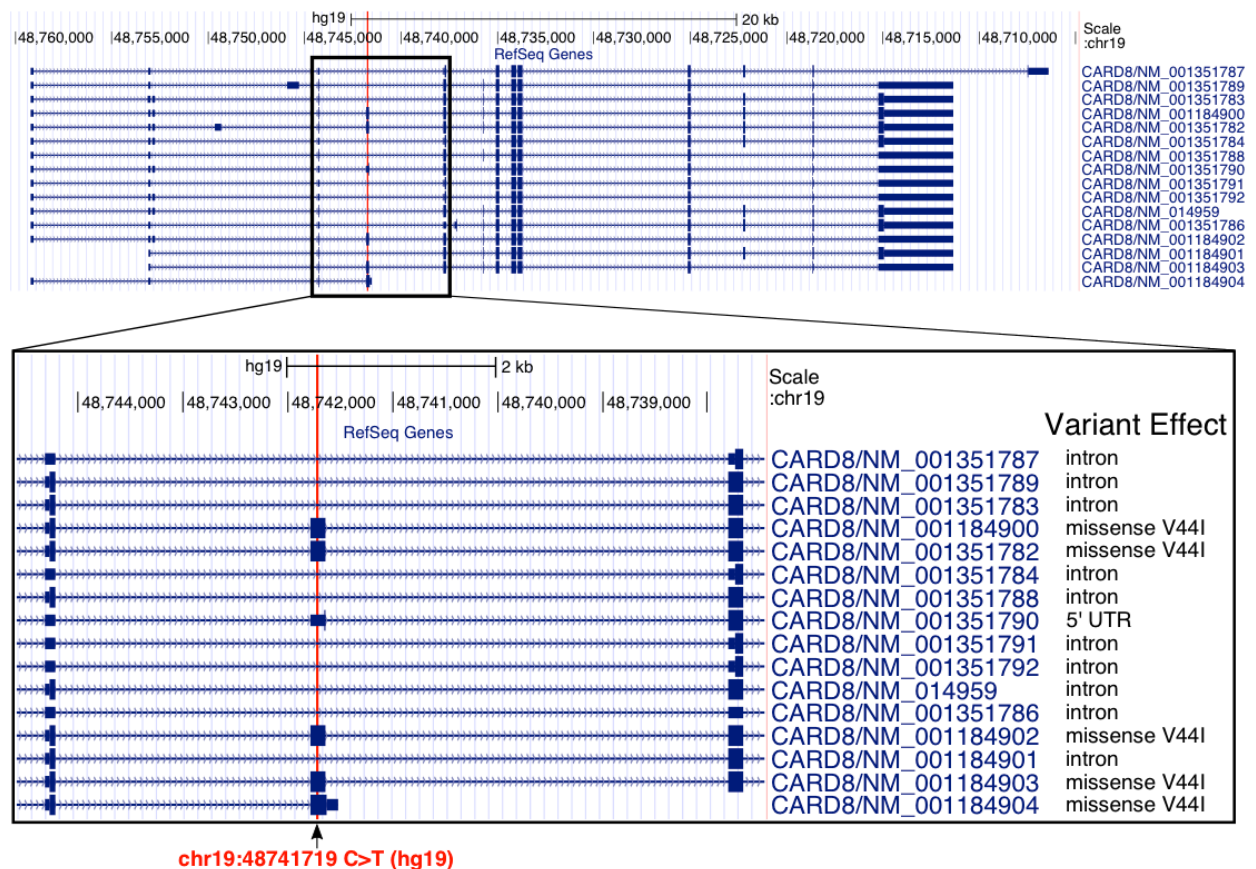 hg19 20 kb
48,760,000 48,755,000 48,750,000 48,745,000 48,740,000 48,735,000 48,730,000 48,725,000 48,720,000 48,715,000 48,710,000
Scale
:chr19
RefSeq Genes
CARD8/NM_001351787
CARD8/NM_001351789
CARD8/NM_001351783
CARD8/NM_001184900
CARD8/NM_001351782
CARD8/NM_001351784
CARD8/NM_001351788
CARD8/NM_001351790
CARD8/NM_001351791
CARD8/NM_001351792
CARD8/NM_014959
CARD8/NM_001351786
CARD8/NM_001184902
CARD8/NM_001184901
CARD8/NM_001184903
CARD8/NM_001184904
hg19 2 kb
Scale
48,744,000 48,743,000 48,742,000 48,741,000 48,740,000 48,739,000 :chr19
RefSeq Genes
Variant Effect
CARD8/NM_001351787 intron
CARD8/NM_001351789 intron
CARD8/NM_001351783 intron
CARD8/NM_001184900 missense V44I
CARD8/NM_001351782 missense V44I
CARD8/NM_001351784 intron
CARD8/NM_001351788 intron
CARD8/NM_001351790 5' UTR
CARD8/NM_001351791 intron
CARD8/NM_001351792 intron
CARD8/NM_014959 intron
CARD8/NM_001351786 intron
CARD8/NM_001184902 missense V44I
CARD8/NM_001184901 intron
CARD8/NM_001184903 missense V44I
CARD8/NM_001184904 missense V44I
chr19:48741719 C>T (hg19)